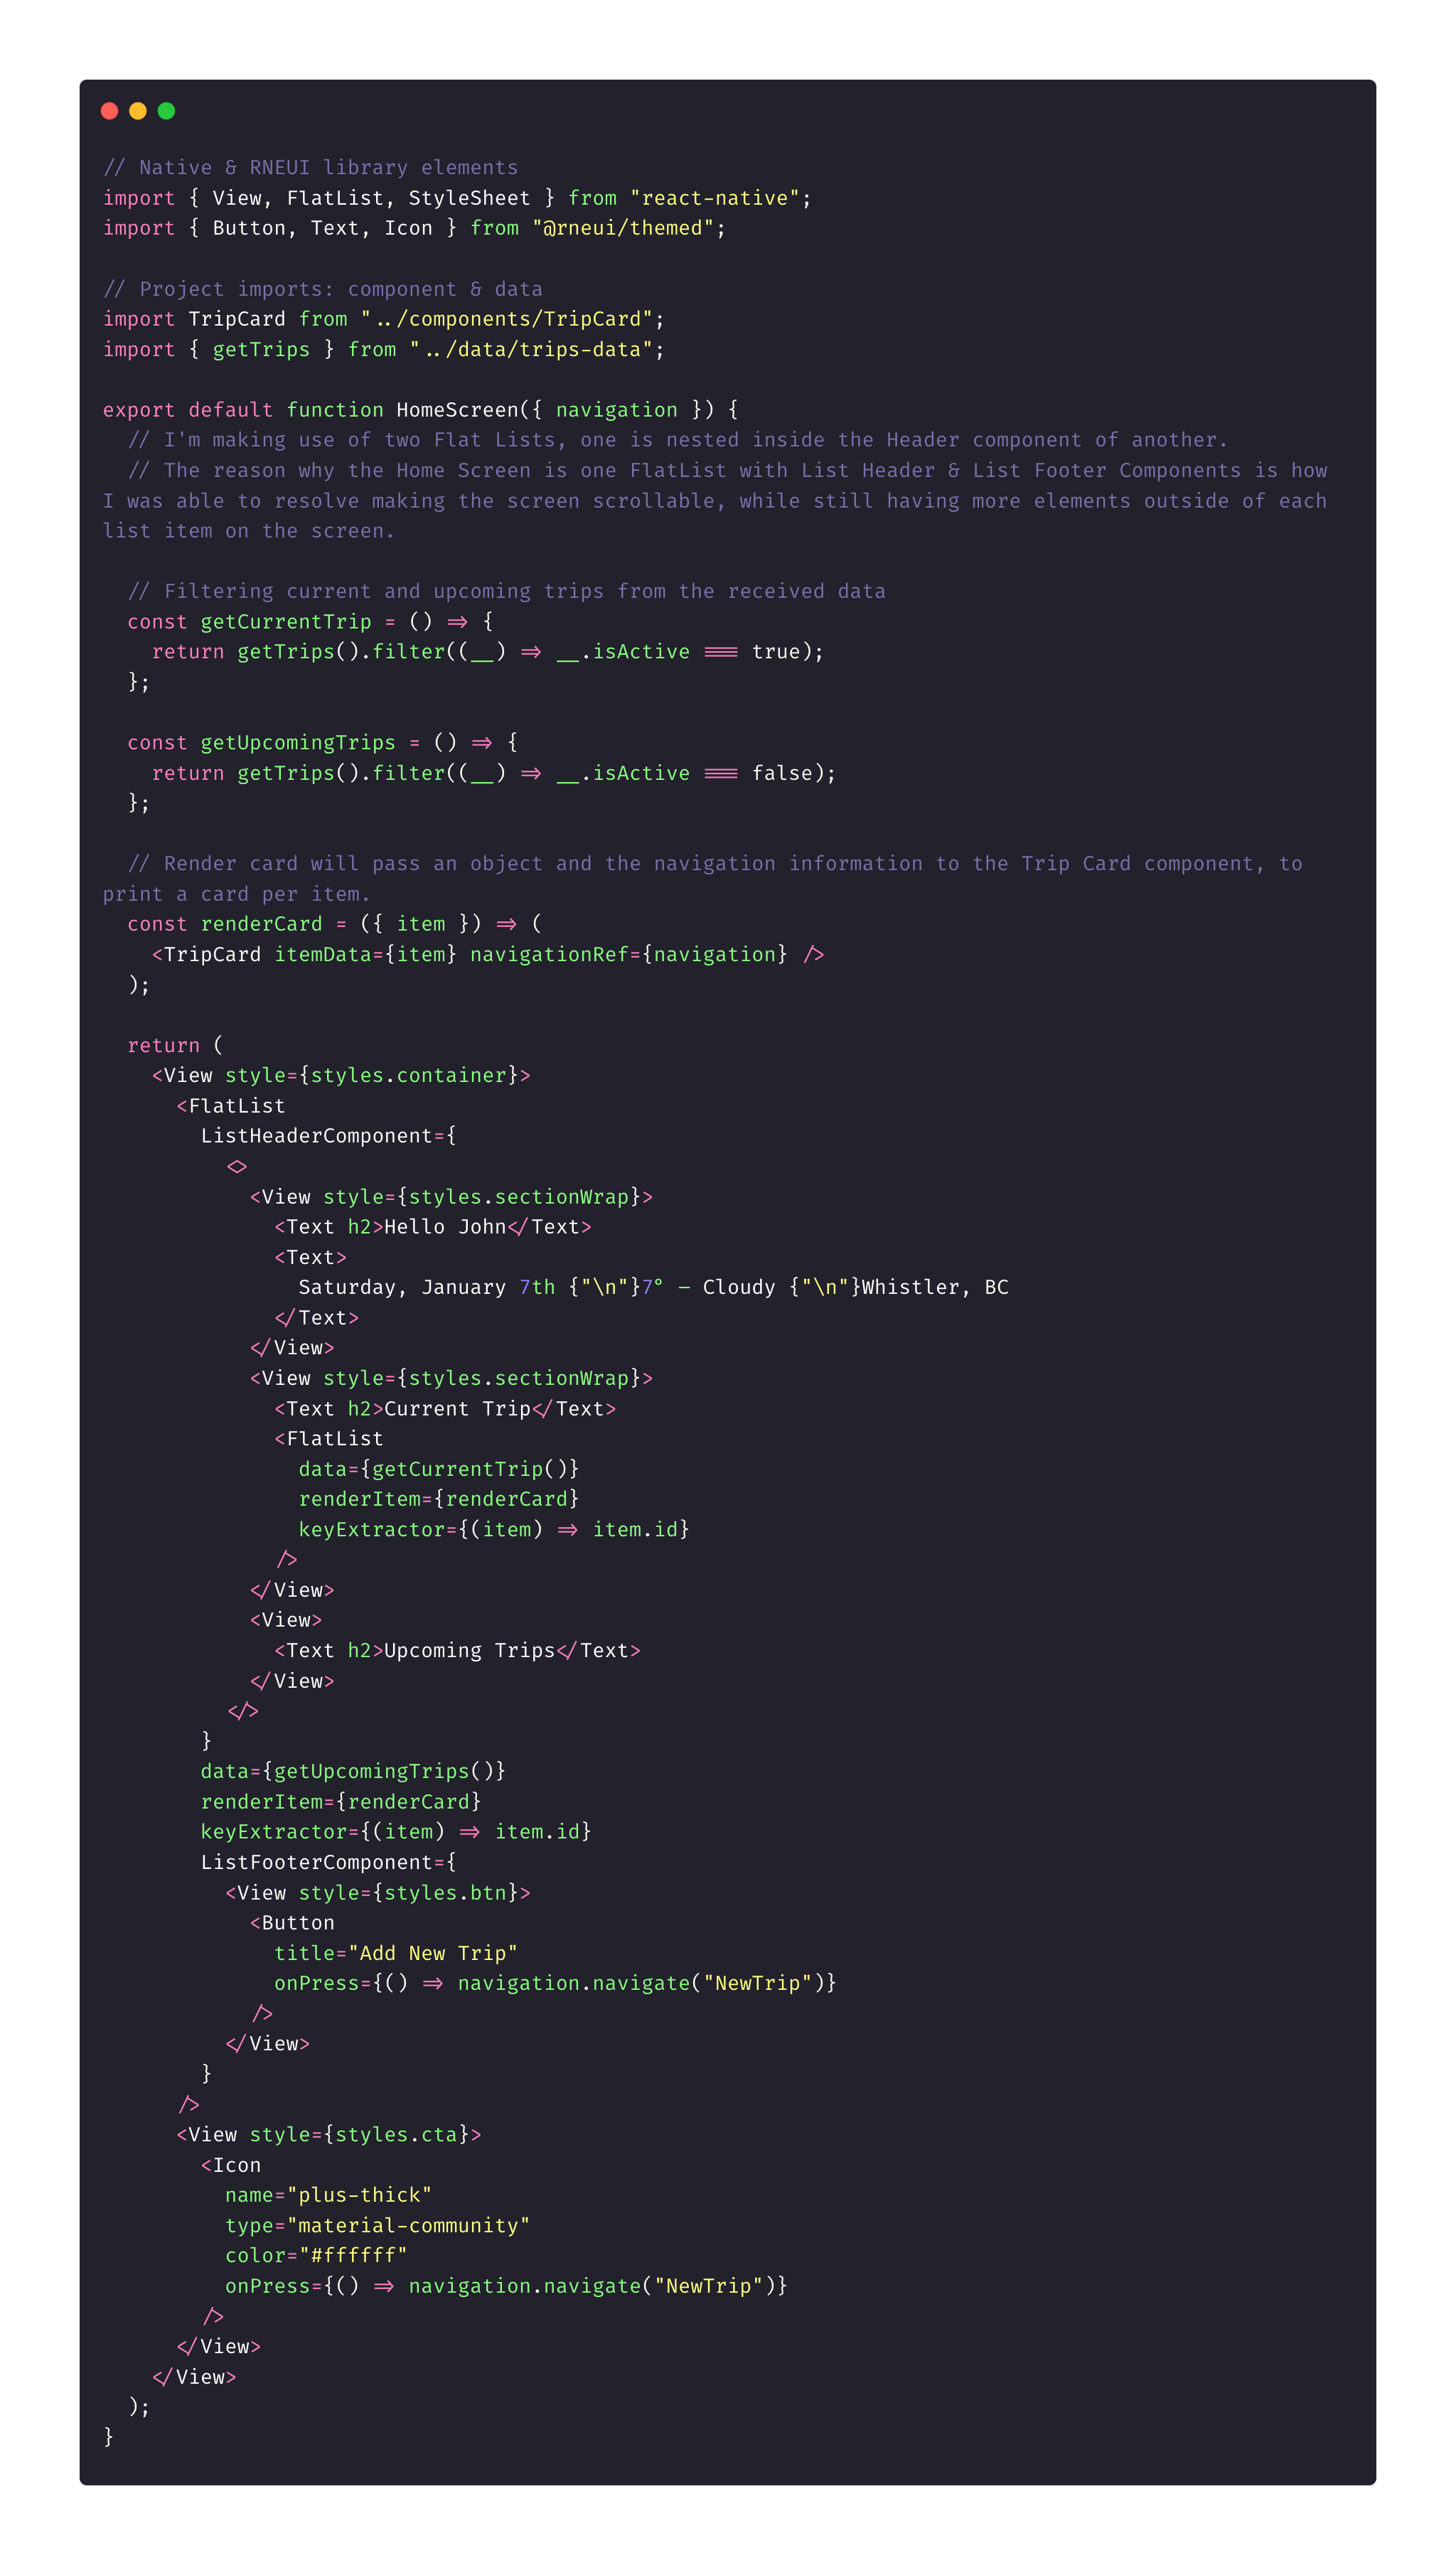 // Native & RNEUI library elements
import { View, FlatList, StyleSheet } from "react-native";
import { Button, Text, Icon } from "@rneui/themed";

// Project imports: component & data
import TripCard from "../components/TripCard";
import { getTrips } from "../data/trips-data";

export default function HomeScreen({ navigation }) {
  // I'm making use of two Flat Lists, one is nested inside the Header component of another.
  // The reason why the Home Screen is one FlatList with List Header & List Footer Components is how
I was able to resolve making the screen scrollable, while still having more elements outside of each
list item on the screen.

  // Filtering current and upcoming trips from the received data
  const getCurrentTrip = () => {
    return getTrips().filter((__) => __.isActive === true);
  };

  const getUpcomingTrips = () => {
    return getTrips().filter((__) => __.isActive === false);
  };

  // Render card will pass an object and the navigation information to the Trip Card component, to
print a card per item.
  const renderCard = ({ item }) => (
    <TripCard itemData={item} navigationRef={navigation} />
  );

  return (
    <View style={styles.container}>
      <FlatList
        ListHeaderComponent={
          <>
            <View style={styles.sectionWrap}>
              <Text h2>Hello John</Text>
              <Text>
                Saturday, January 7th {"\n"}7° — Cloudy {"\n"}Whistler, BC
              </Text>
            </View>
            <View style={styles.sectionWrap}>
              <Text h2>Current Trip</Text>
              <FlatList
                data={getCurrentTrip()}
                renderItem={renderCard}
                keyExtractor={(item) => item.id}
              />
            </View>
            <View>
              <Text h2>Upcoming Trips</Text>
            </View>
          </>
        }
        data={getUpcomingTrips()}
        renderItem={renderCard}
        keyExtractor={(item) => item.id}
        ListFooterComponent={
          <View style={styles.btn}>
            <Button
              title="Add New Trip"
              onPress={() => navigation.navigate("NewTrip")}
            />
          </View>
        }
      />
      <View style={styles.cta}>
        <Icon
          name="plus-thick"
          type="material-community"
          color="#ffffff"
          onPress={() => navigation.navigate("NewTrip")}
        />
      </View>
    </View>
  );
}